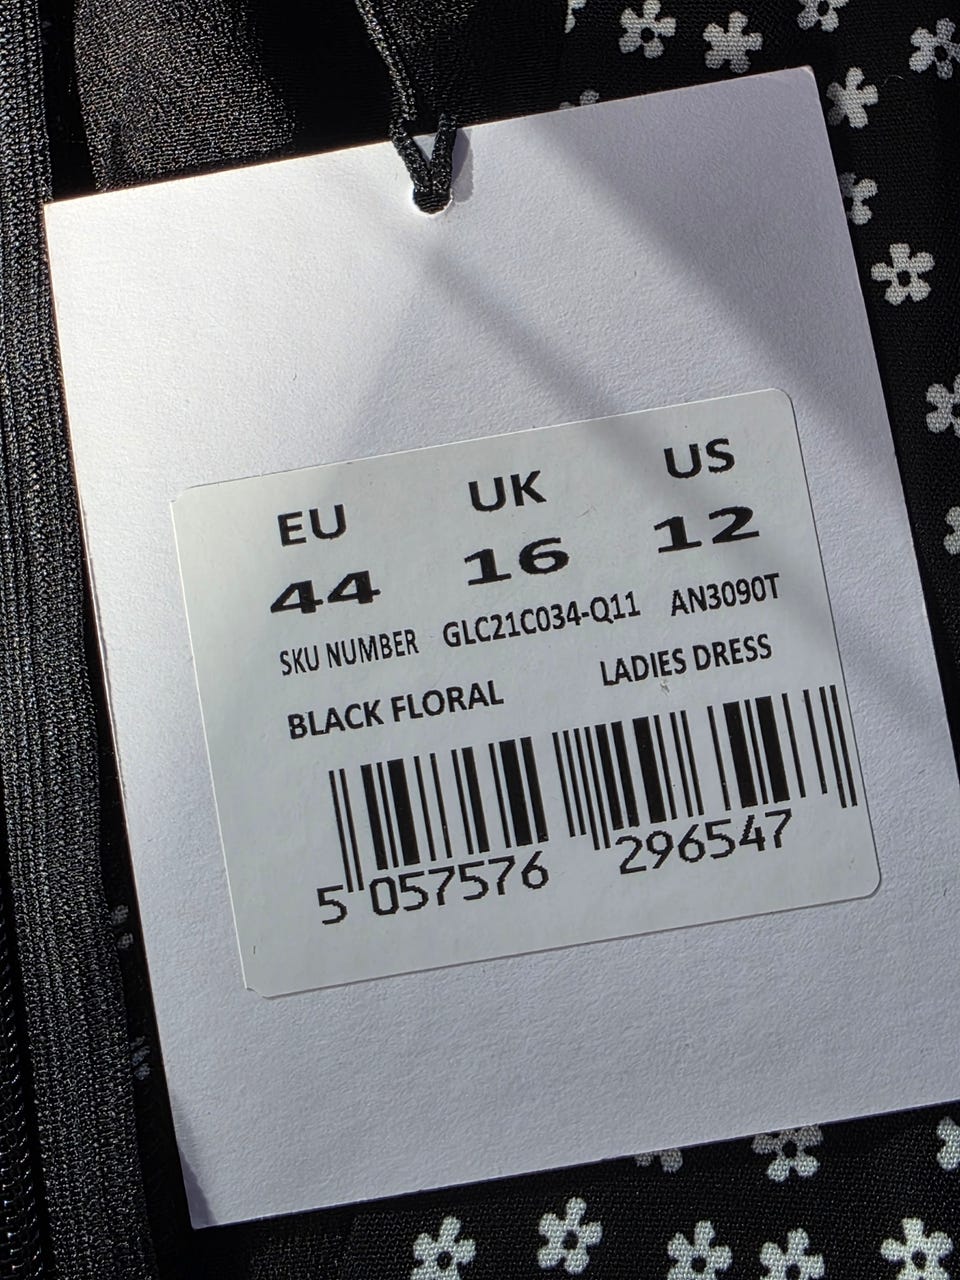 EU UK US
44 16 12
SKU NUMBER GLC21C034-Q11 AN3090T
BLACK FLORAL LADIES DRESS
5 057576 296547